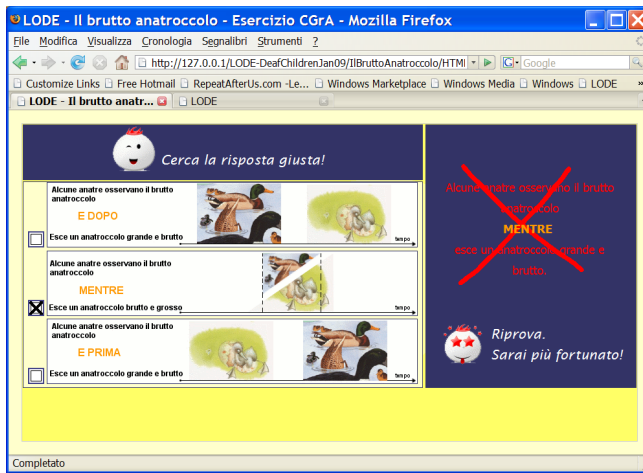 LODE - Il brutto anatroccolo - Esercizio CGrA - Mozilla Firefox
File Modifica Visualizza Cronologia Segnalibri Strumenti ?
http://127.0.0.1/LODE-DeafChildrenJan09/IlBruttoAnatroccolo/HTMI
Google
Customize Links Free Hotmail RepeatAfterUs.com -Le... Windows Marketplace Windows Media Windows LODE »
LODE - Il brutto anatr... LODE
Cerca la risposta giusta!
Alcune anatre osservano il brutto
anatroccolo
E DOPO
Esce un anatroccolo grande e brutto
tempo
Alcune anatre osservano il brutto
anatroccolo
MENTRE
Esce un anatroccolo brutto e grosso
tempo
Alcune anatre osservano il brutto
anatroccolo
E PRIMA
Esce un anatroccolo grande e brutto
tempo
Alcune anatre osservano il brutto
anatroccolo
MENTRE
esce un anatroccolo grande e
brutto.
Riprova.
Sarai più fortunato!
Completato